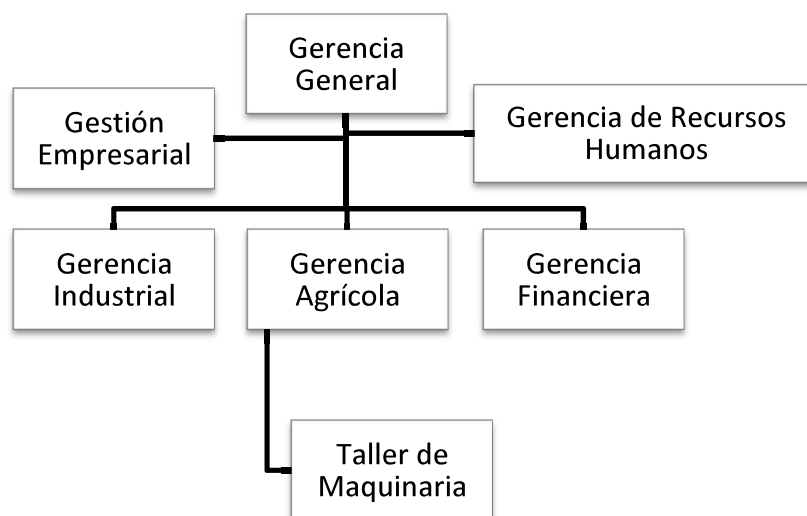 Gerencia
General
Gestión
Empresarial
Gerencia de Recursos
Humanos
Gerencia
Industrial
Gerencia
Agrícola
Gerencia
Financiera
Taller de
Maquinaria